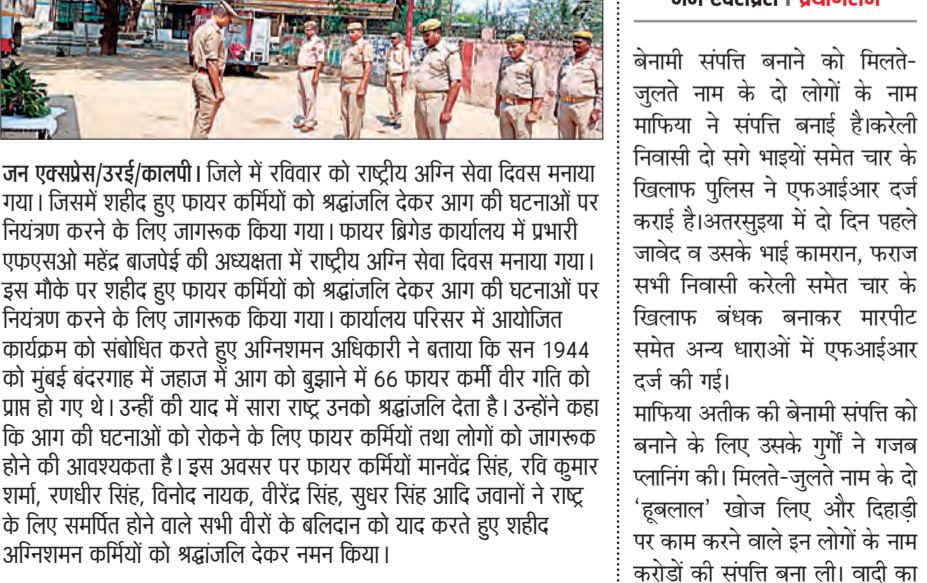 जन एक्सप्रेस/उरई/कालपी। जिले में रविवार को राष्ट्रीय अग्नि सेवा दिवस मनाया
गया। जिसमें शहीद हुए फायर कर्मियों को श्रद्धांजलि देकर आग की घटनाओं पर
नियंत्रण करने के लिए जागरूक किया गया। फायर ब्रिगेड कार्यालय में प्रभारी
एफएसओ महेंद्र बाजपेई की अध्यक्षता में राष्ट्रीय अग्नि सेवा दिवस मनाया गया।
इस मौके पर शहीद हुए फायर कर्मियों को श्रद्धांजलि देकर आग की घटनाओं पर
नियंत्रण करने के लिए जागरूक किया गया। कार्यालय परिसर में आयोजित
कार्यक्रम को संबोधित करते हुए अग्निशमन अधिकारी ने बताया कि सन 1944
को मुंबई बंदरगाह में जहाज में आग को बुझाने में 66 फायर कर्मी वीर गति को
प्राप्त हो गए थे। उन्हीं की याद में सारा राष्ट्र उनको श्रद्धांजलि देता है। उन्होंने कहा
कि आग की घटनाओं को रोकने के लिए फायर कर्मियों तथा लोगों को जागरूक
होने की आवश्यकता है। इस अवसर पर फायर कर्मियों मानवेंद्र सिंह, रवि कुमार
शर्मा, रणधीर सिंह, विनोद नायक, वीरेंद्र सिंह, सुधर सिंह आदि जवानों ने राष्ट्र
के लिए समर्पित होने वाले सभी वीरों के बलिदान को याद करते हुए शहीद
अग्निशमन कर्मियों को श्रद्धांजलि देकर नमन किया।
जन एक्सप्रेस। प्रयागराज
बेनामी संपत्ति बनाने को मिलते-
जुलते नाम के दो लोगों के नाम
माफिया ने संपत्ति बनाई है।करेली
निवासी दो सगे भाइयों समेत चार के
खिलाफ पुलिस ने एफआईआर दर्ज
कराई है।अतरसुइया में दो दिन पहले
जावेद व उसके भाई कामरान, फराज
सभी निवासी करेली समेत चार के
खिलाफ बंधक बनाकर मारपीट
समेत अन्य धाराओं में एफआईआर
दर्ज की गई।
माफिया अतीक की बेनामी संपत्ति को
बनाने के लिए उसके गुर्गों ने गजब
प्लानिंग की। मिलते-जुलते नाम के दो
‘हूबलाल’ खोज लिए और दिहाड़ी
पर काम करने वाले इन लोगों के नाम
करोडों की संपत्ति बना ली। वादी का